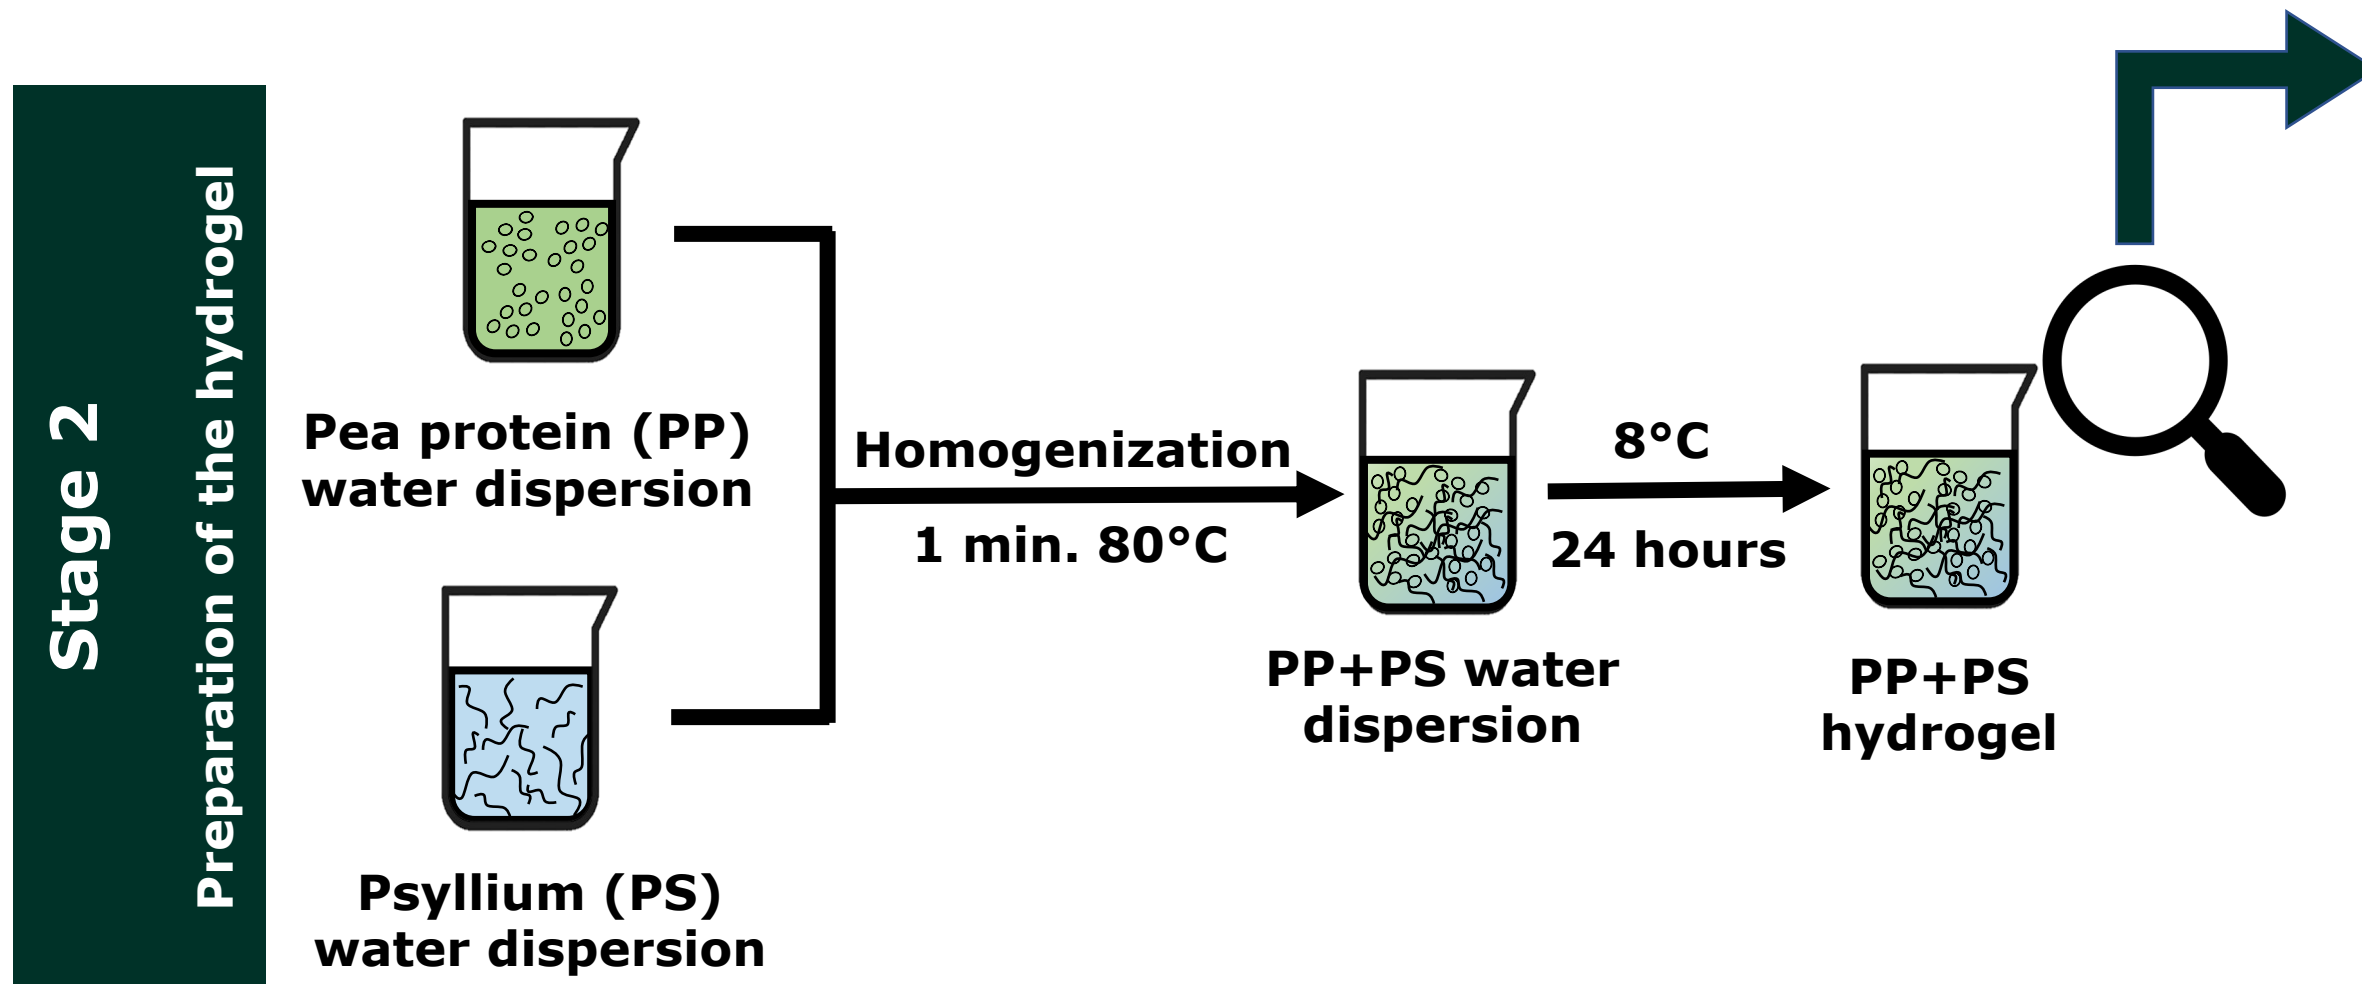 Stage 2
Preparation of the hydrogel
Pea protein (PP)
water dispersion
Psyllium (PS)
water dispersion
Homogenization
1 min. 80°C
PP+PS water
dispersion
8°C
24 hours
PP+PS
hydrogel